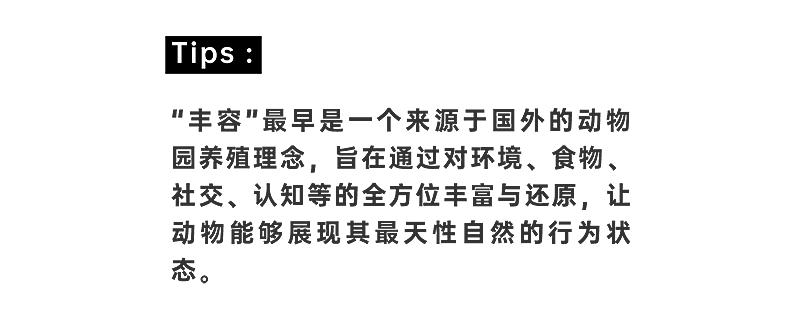 Tips：
“丰容”最早是一个来源于国外的动物
园养殖理念，旨在通过对环境、食物、
社交、认知等的全方位丰富与还原，让
动物能够展现其最天性自然的行为状
态。